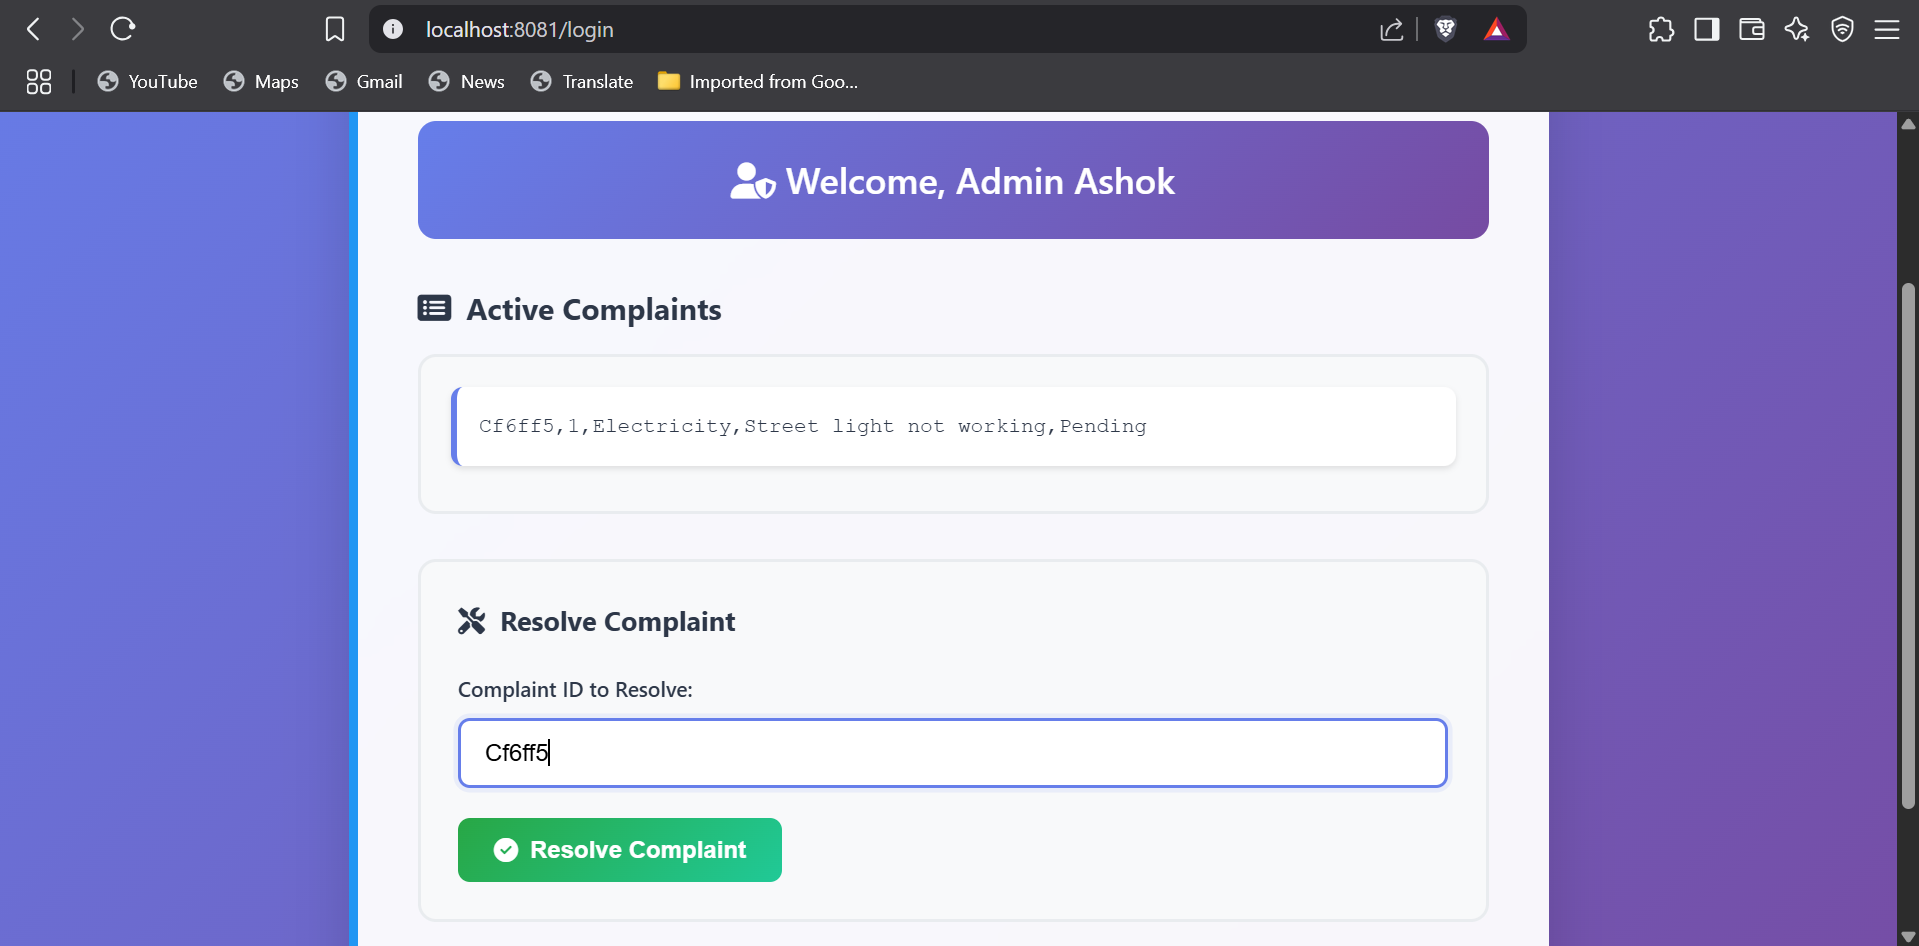 localhost:8081/login
YouTube Maps Gmail News Translate Imported from Goo...
Welcome, Admin Ashok
Active Complaints
Cf6ff5,1,Electricity,Street light not working,Pending
Resolve Complaint
Complaint ID to Resolve:
Cf6ff5
Resolve Complaint